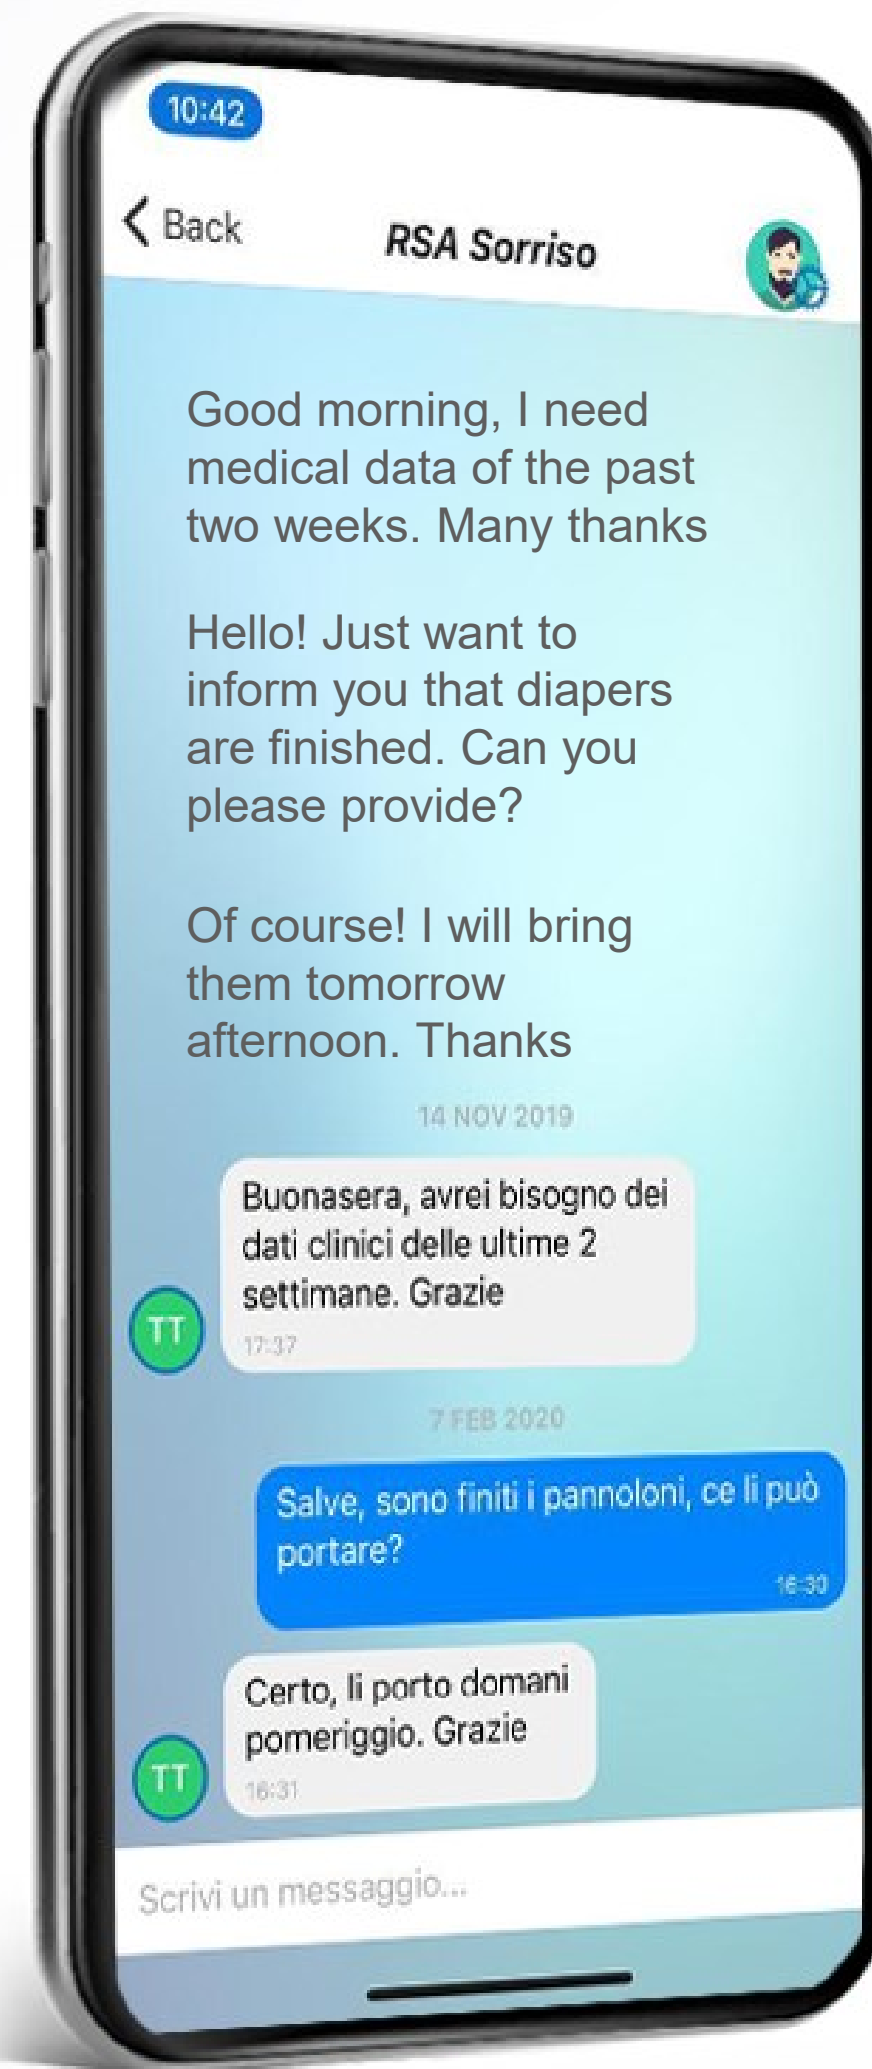 10:42
Back
RSA Sorriso
Good morning, I need
medical data of the past
two weeks. Many thanks
Hello! Just want to
inform you that diapers
are finished. Can you
please provide?
Of course! I will bring
them tomorrow
afternoon. Thanks
14 NOV 2019
Buonasera, avrei bisogno dei
dati clinici delle ultime 2
settimane. Grazie
TT
17:37
7 FEB 2020
Salve, sono finiti i pannoloni, ce li può
portare?
16:30
Certo, li porto domani
pomeriggio. Grazie
TT
16:31
Scrivi un messaggio...